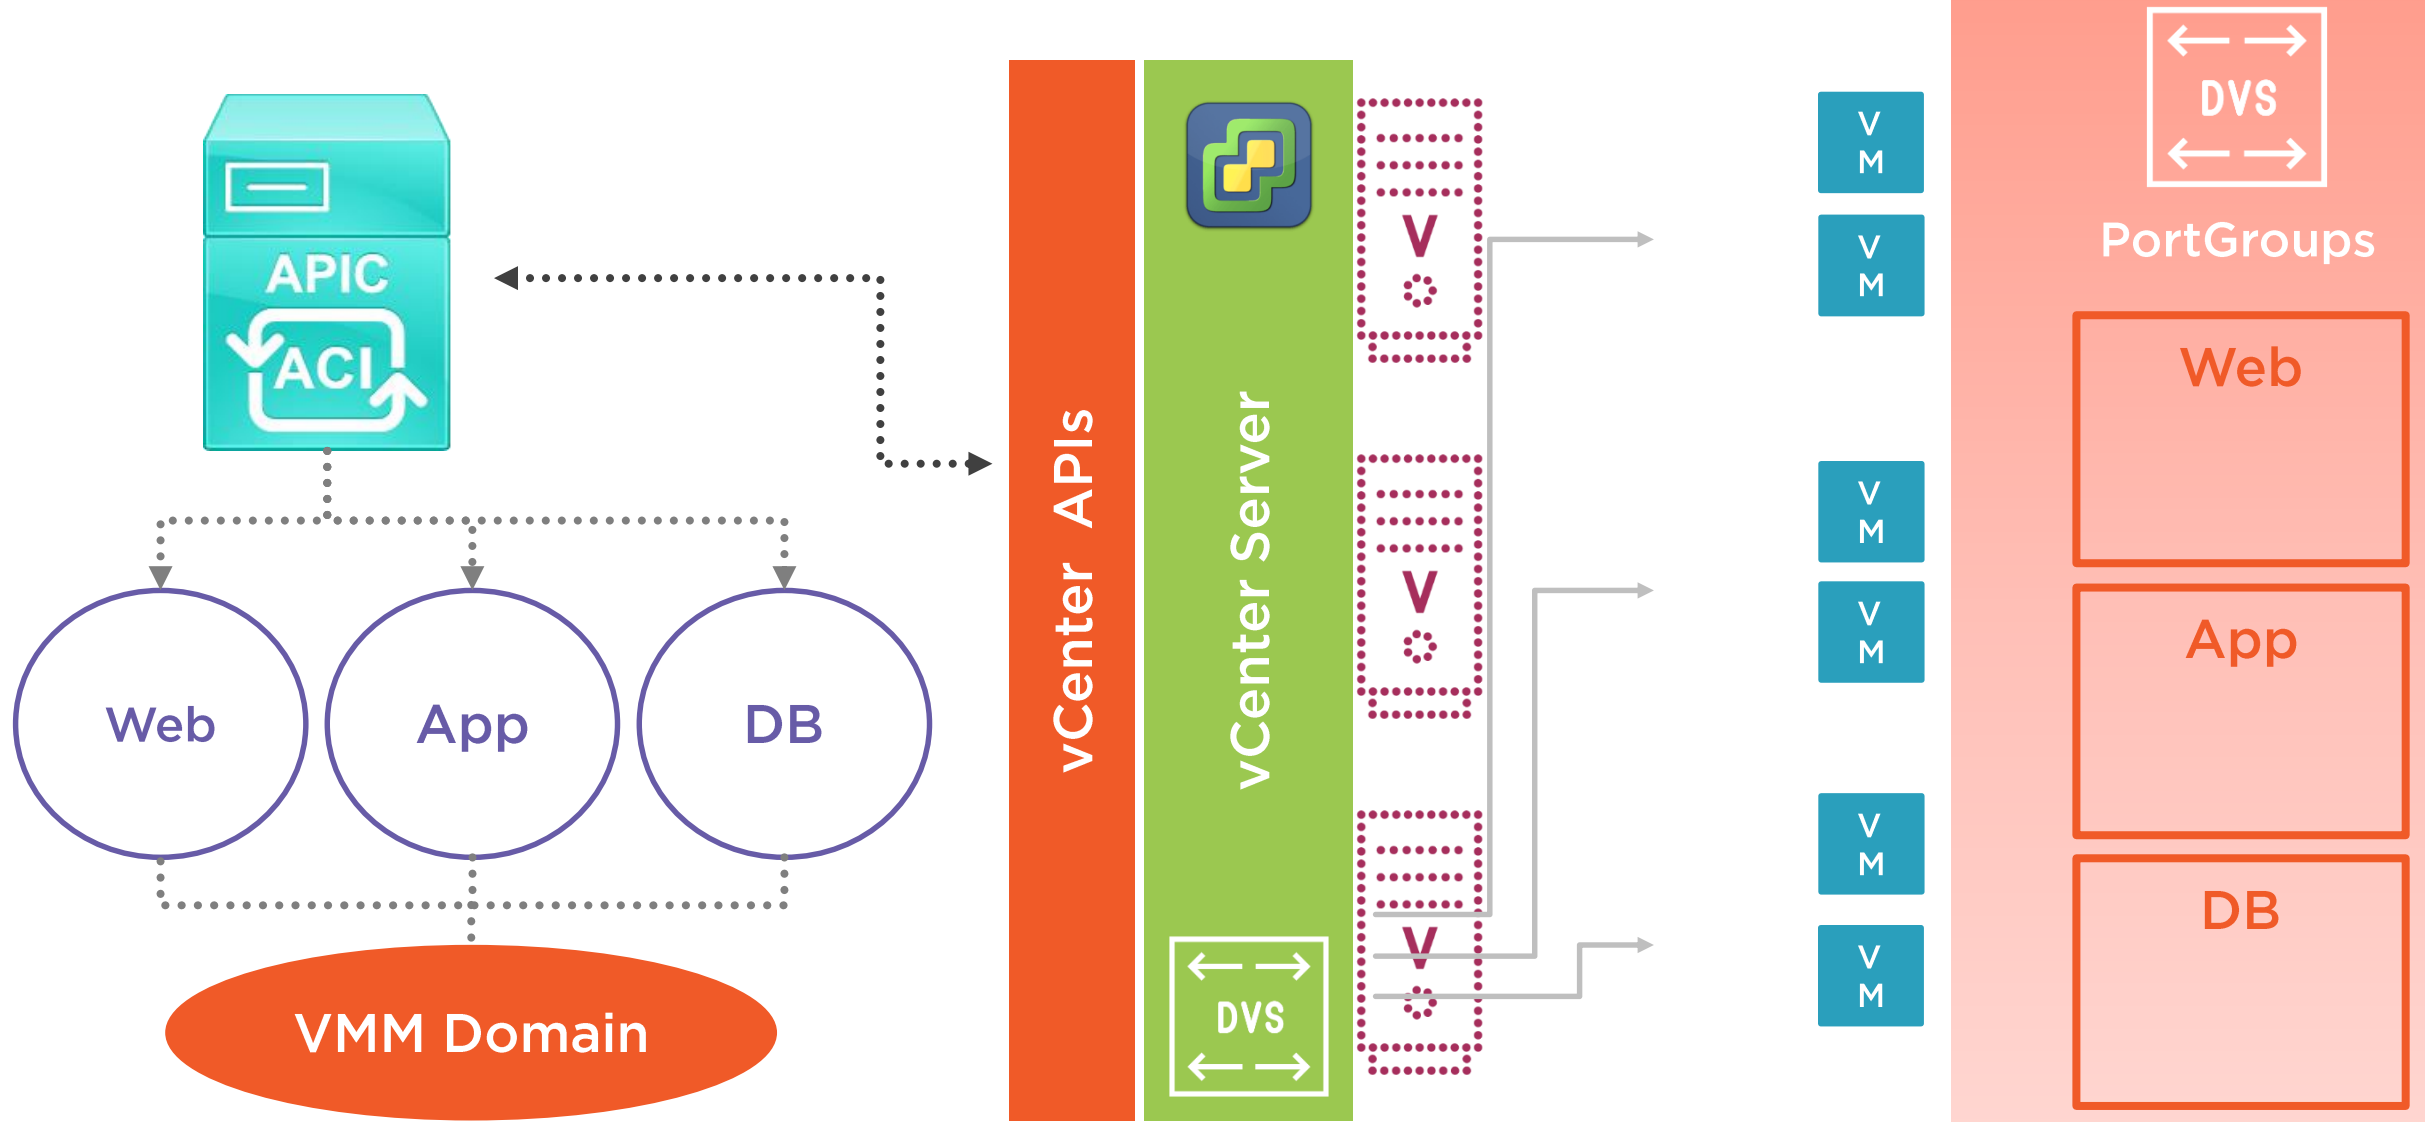 APIC
ACI
Web
App
DB
VMM Domain
vCenter APIs
vCenter Server
DVS
V
V
V
V
M
V
M
V
M
V
M
V
M
V
M
DVS
PortGroups
Web
App
DB